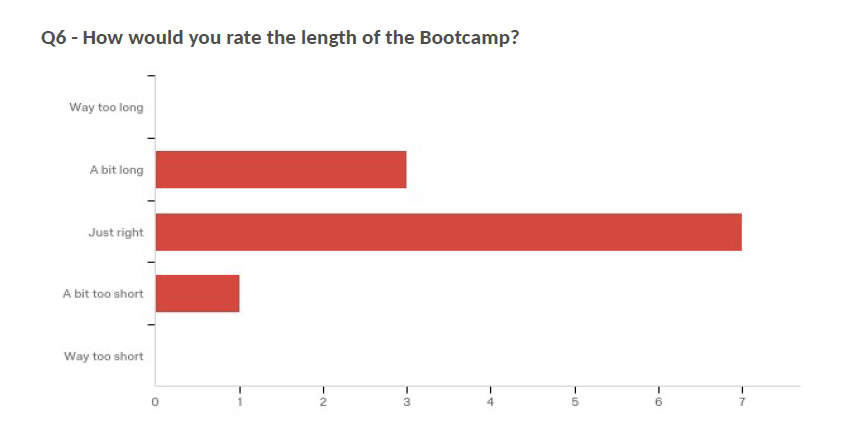 Q6 - How would you rate the length of the Bootcamp?
Way too long
A bit long
Just right
A bit too short
Way too short
0 1 2 3 4 5 6 7